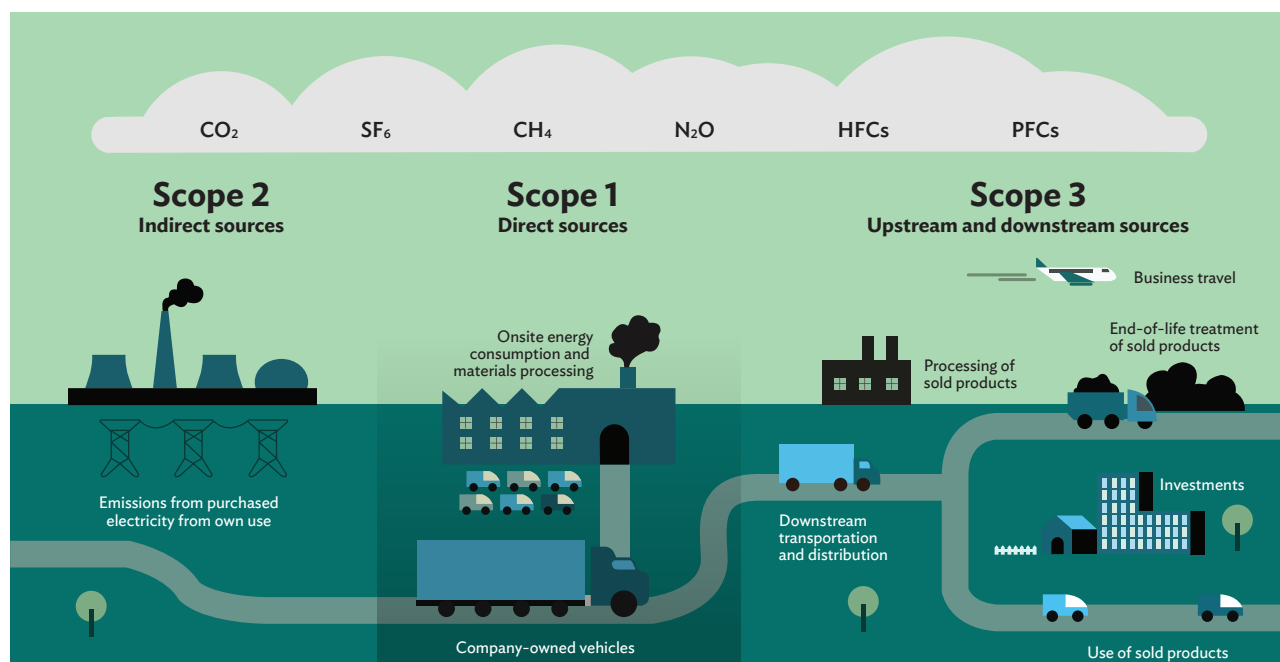 CO₂
SF₆
CH₄
N₂O
HFCs
PFCs
Scope 2
Indirect sources
Scope 1
Direct sources
Scope 3
Upstream and downstream sources
Business travel
Onsite energy
consumption and
materials processing
Processing of
sold products
End-of-life treatment
of sold products
Emissions from purchased
electricity from own use
Company-owned vehicles
Downstream
transportation
and distribution
Investments
Use of sold products